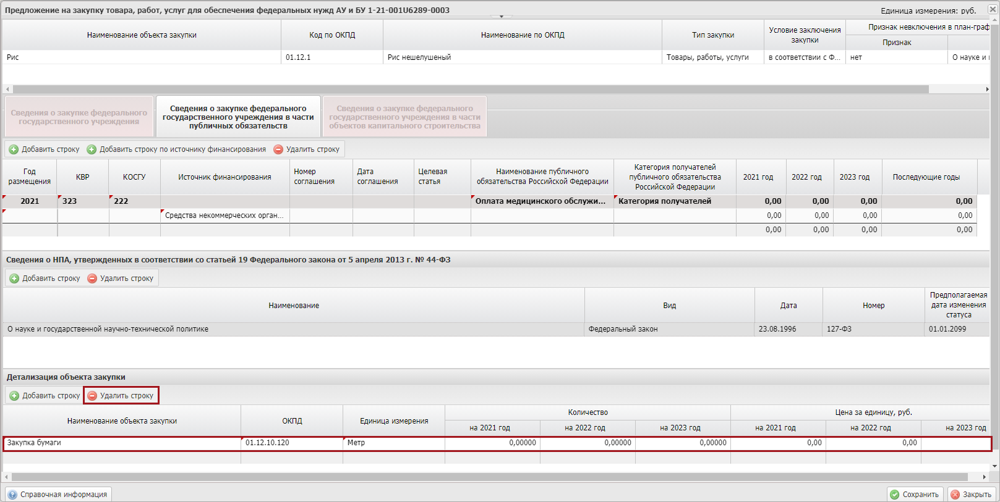 Предложение на закупку товара, работ, услуг для обеспечения федеральных нужд АУ и БУ 1-21-001U6289-0003
Единица измерения: руб.
Наименование объекта закупки
Код по ОКПД
Наименование по ОКПД
Тип закупки
Условие заключения
закупки
Признак невключения в план-граф
Признак
Рис
01.12.1
Рис нешелушеный
Товары, работы, услуги
в соответствии с Ф...
нет
О науке и
Сведения о закупке федерального
государственного учреждения
Сведения о закупке федерального
государственного учреждения в части
публичных обязательств
Сведения о закупке федерального
государственного учреждения в части
объектов капитального строительства
Добавить строку
Добавить строку по источнику финансирования
Удалить строку
Год
размещения
КВР
КОСГУ
Источник финансирования
Номер
соглашения
Дата
соглашения
Целевая
статья
Наименование публичного
обязательства Российской Федерации
Категория получателей
публичного обязательства
Российской Федерации
2021 год
2022 год
2023 год
Последующие годы
2021
323
222
Оплата медицинского обслужи...
Категория получателей
0,00
0,00
0,00
0,00
Средства некоммерческих орган...
0,00
0,00
0,00
0,00
0,00
0,00
0,00
0,00
Сведения о НПА, утвержденных в соответствии со статьей 19 Федерального закона от 5 апреля 2013 г. № 44-ФЗ
Добавить строку
Удалить строку
Наименование
Вид
Дата
Номер
Предполагаемая
дата изменения
статуса
О науке и государственной научно-технической политике
Федеральный закон
23.08.1996
127-ФЗ
01.01.2099
Детализация объекта закупки
Добавить строку
Удалить строку
Наименование объекта закупки
ОКПД
Единица измерения
Количество
Цена за единицу, руб.
на 2021 год
на 2022 год
на 2023 год
на 2021 год
на 2022 год
на 2023 год
Закупка бумаги
01.12.10.120
Метр
0,00000
0,00000
0,00000
0,00
0,00
Справочная информация
Сохранить
Закрыть